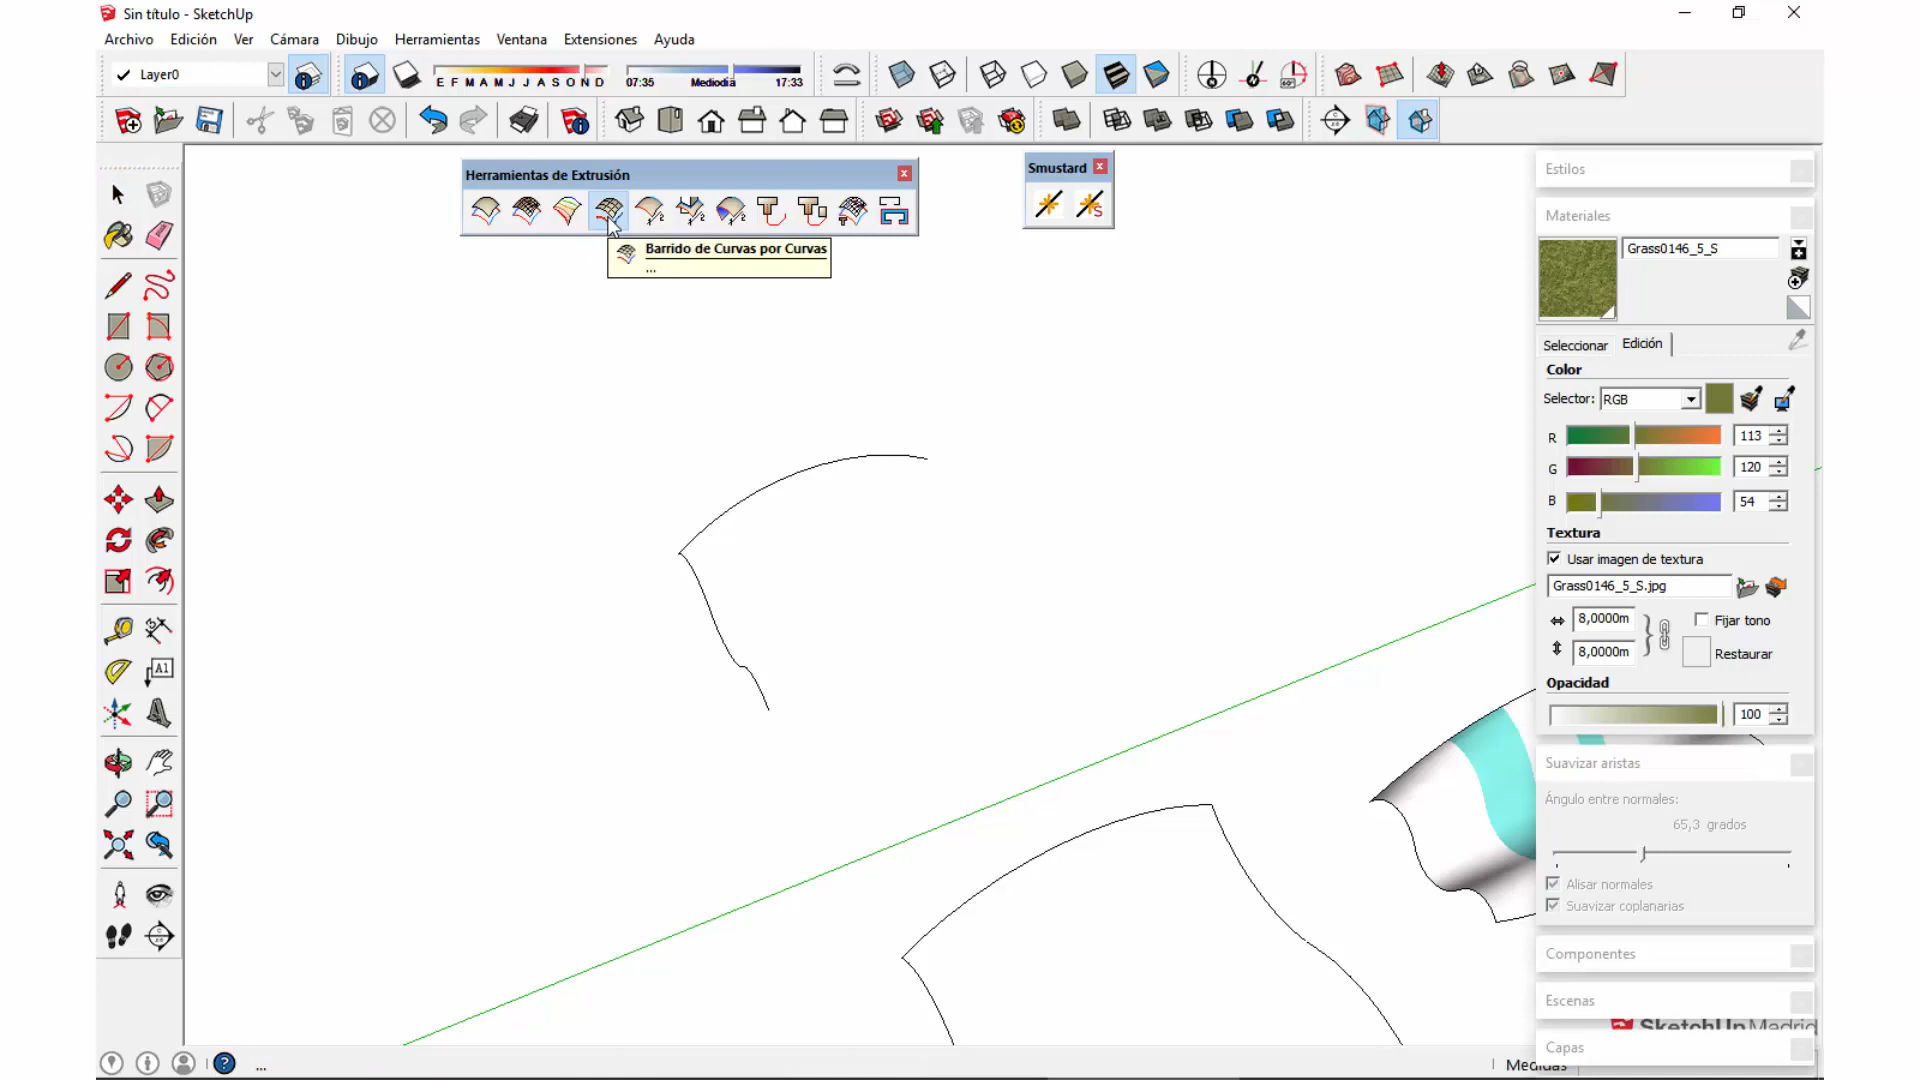 Sin título - SketchUp
Archivo Edición Ver Cámara Dibujo Herramientas Ventana Extensiones Ayuda
Layer0
E F M A M J J A S O N D
07:35 Mediodía 17:33
Herramientas de Extrusión
Smustard
Barrido de Curvas por Curvas
...
Estilos
Materiales
Grass0146_5_S
Seleccionar Edición
Color
Selector: RGB
R 113
G 120
B 54
Textura
Usar imagen de textura
Grass0146_5_S.jpg
8,0000m Fijar tono
8,0000m Restaurar
Opacidad
100
Suavizar aristas
Ángulo entre normales:
65,3 grados
Alisar normales
Suavizar coplanarias
Componentes
Escenas
SketchUpMadrid
Capas
...
Medidas